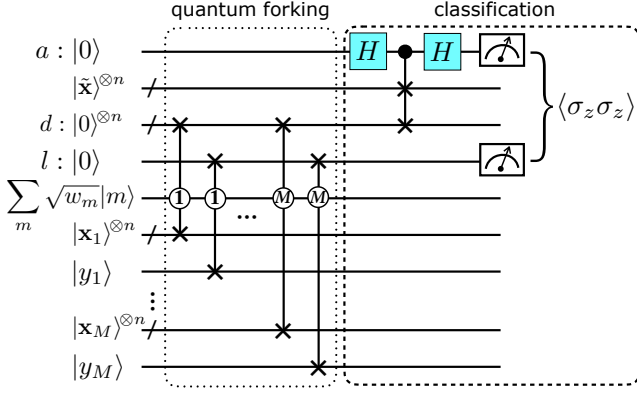 quantum forking classification
a : |0⟩ H H
|x̃⟩^{⊗n}
d : |0⟩^{⊗n} ⟨σ_z σ_z⟩
l : |0⟩
∑_m √w_m |m⟩ 1 1 ... M M
|x_1⟩^{⊗n}
|y_1⟩
⋮
|x_M⟩^{⊗n}
|y_M⟩